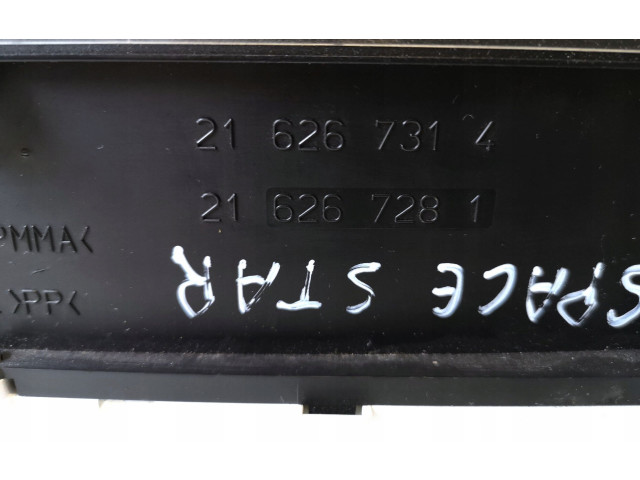 21 626 731 4
21 626 728 1
PMMA<
>PP<
SPACE STAR